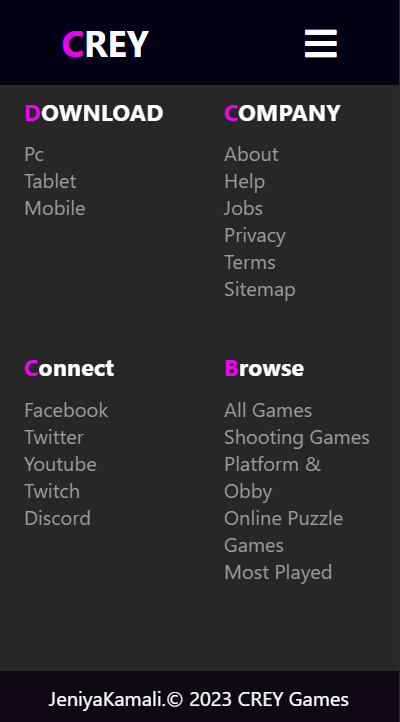 CREY
DOWNLOAD
Pc
Tablet
Mobile
COMPANY
About
Help
Jobs
Privacy
Terms
Sitemap
Connect
Facebook
Twitter
Youtube
Twitch
Discord
Browse
All Games
Shooting Games
Platform &
Obby
Online Puzzle
Games
Most Played
JeniyaKamali.© 2023 CREY Games